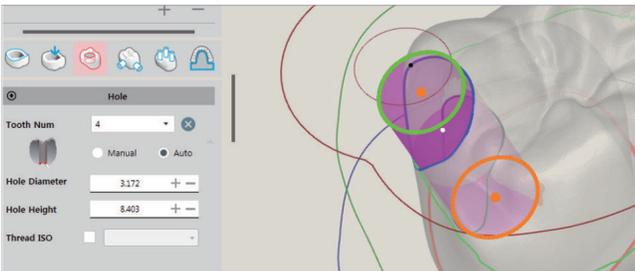 Hole
Tooth Num 4
Manual Auto
Hole Diameter 3.172
Hole Height 8.403
Thread ISO